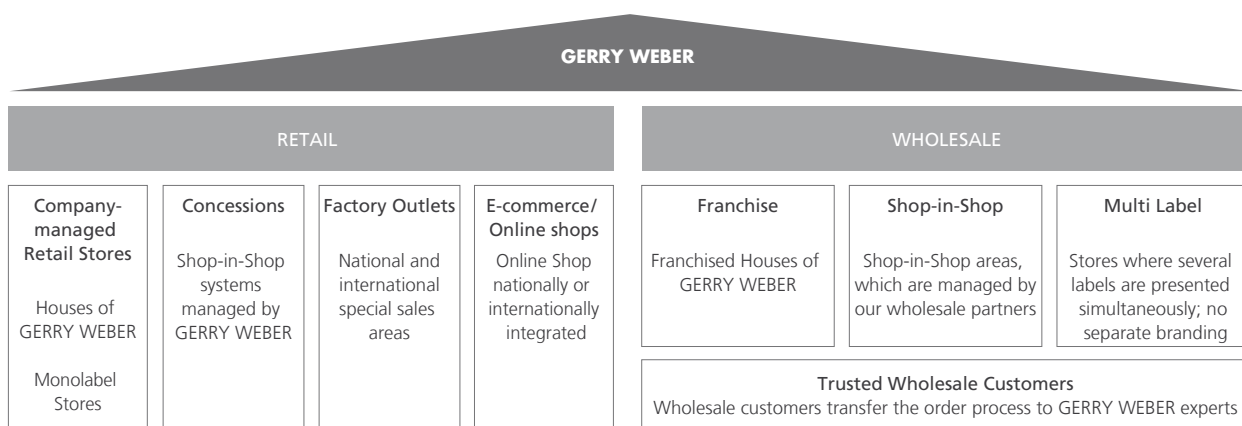 GERRY WEBER
RETAIL
WHOLESALE
Company-
managed
Retail Stores
Houses of
GERRY WEBER
Monolabel
Stores
Concessions
Shop-in-Shop
systems
managed by
GERRY WEBER
Factory Outlets
National and
international
special sales
areas
E-commerce/
Online shops
Online Shop
nationally or
internationally
integrated
Franchise
Franchised Houses of
GERRY WEBER
Shop-in-Shop
Shop-in-Shop areas,
which are managed by
our wholesale partners
Multi Label
Stores where several
labels are presented
simultaneously; no
separate branding
Trusted Wholesale Customers
Wholesale customers transfer the order process to GERRY WEBER experts